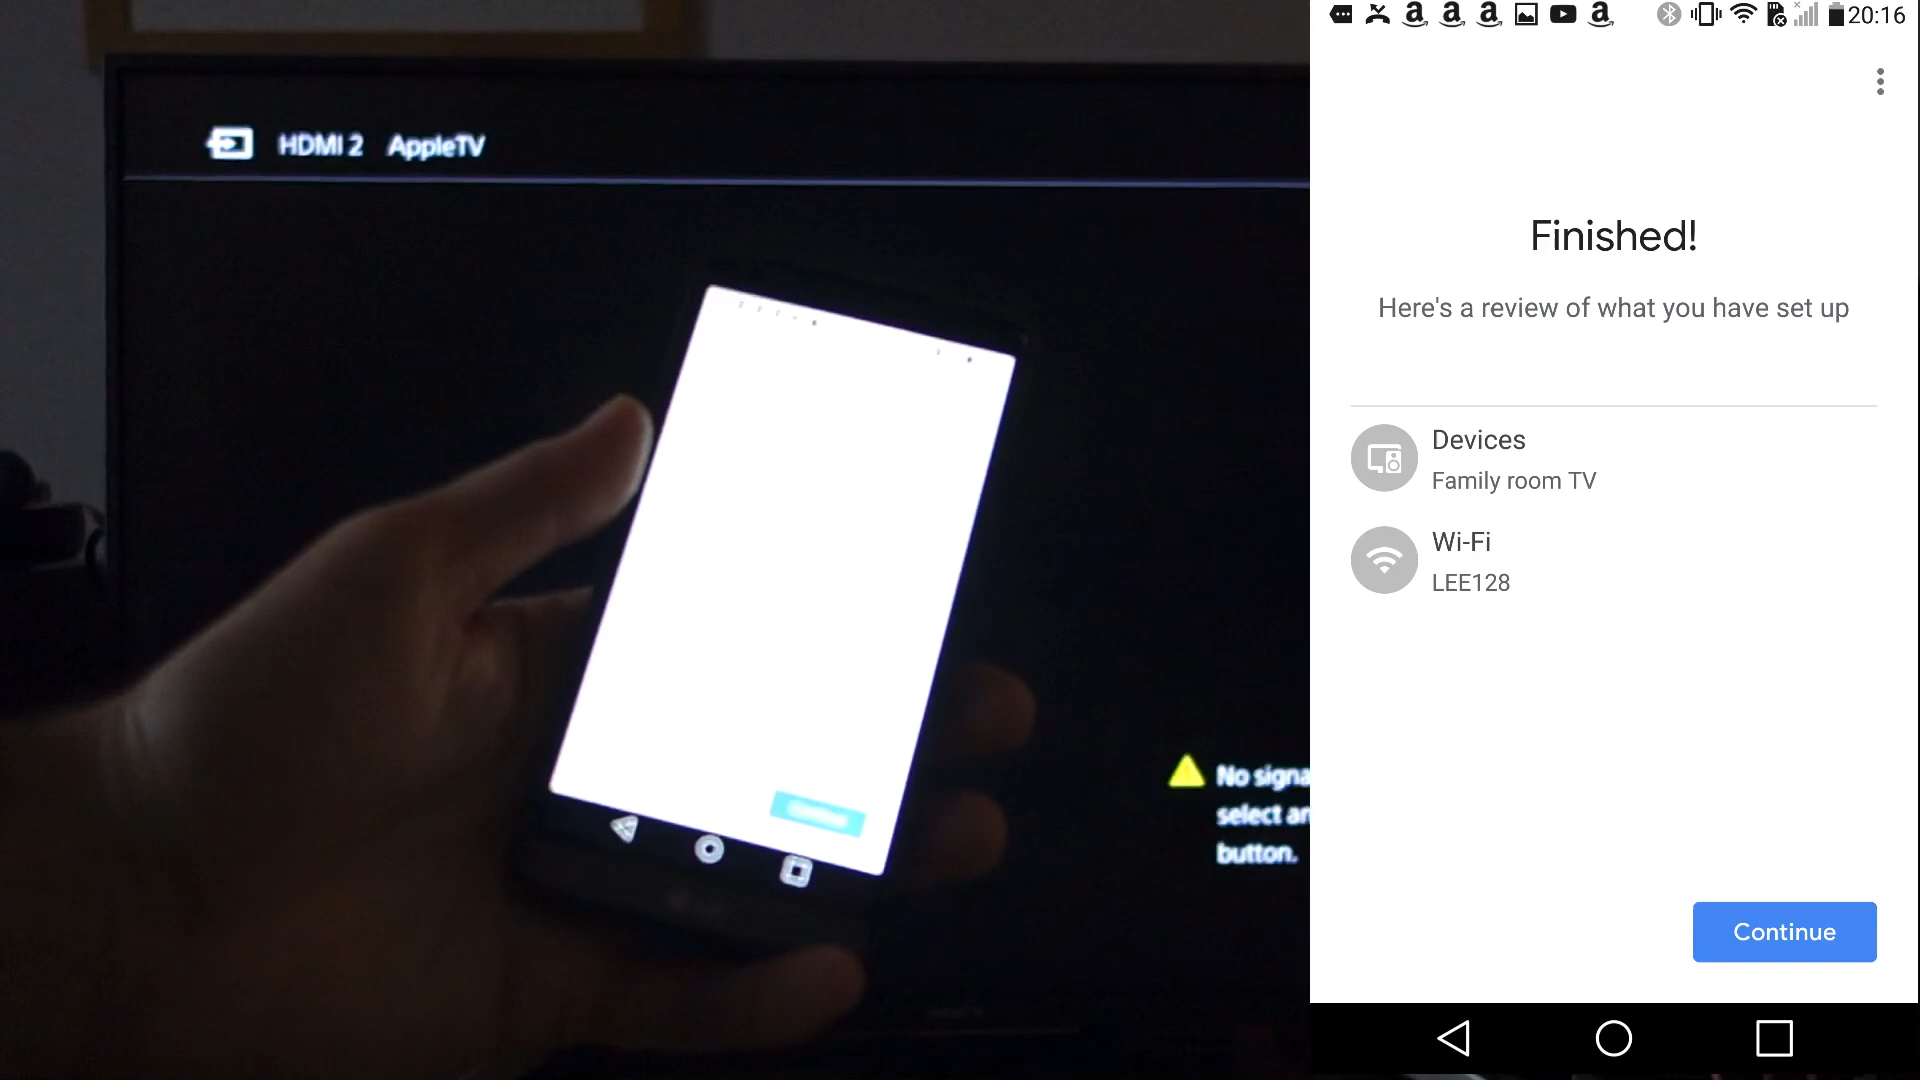 HDMI 2 AppleTV
No signa
select an
button.
20:16
Finished!
Here's a review of what you have set up
Devices
Family room TV
Wi-Fi
LEE128
Continue